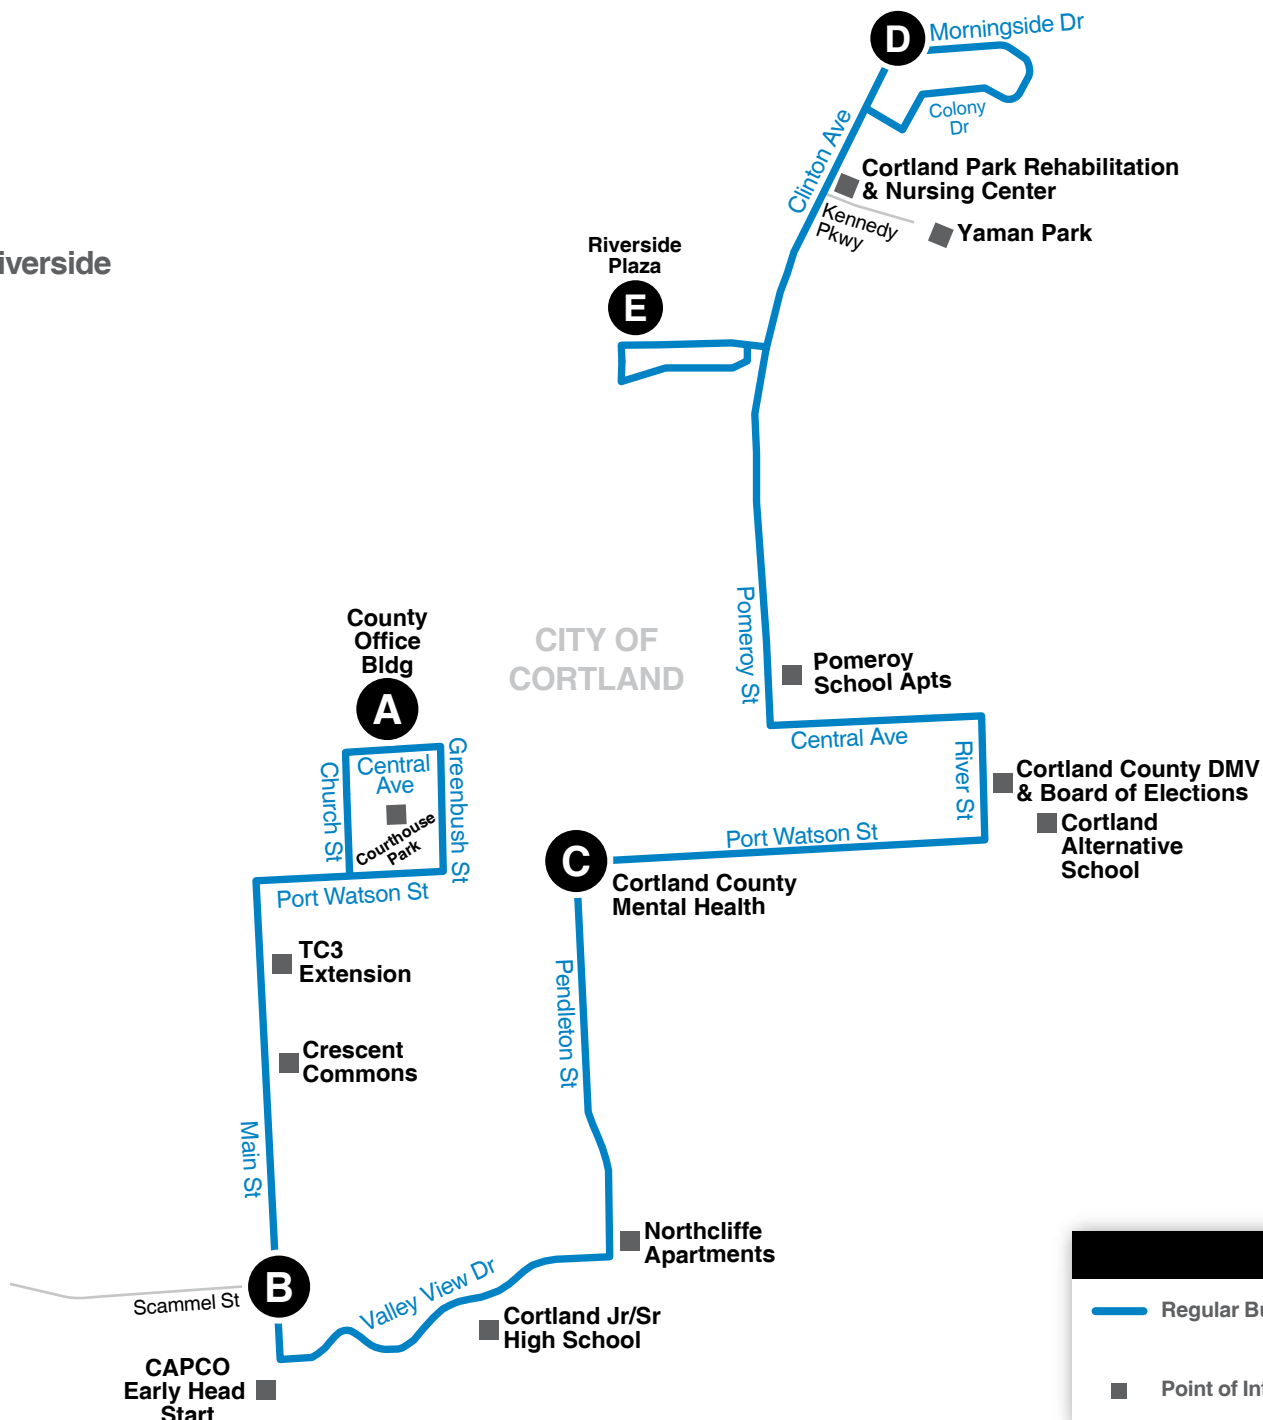 D
Morningside Dr
Colony
Dr
Clinton Ave
Cortland Park Rehabilitation
& Nursing Center
Kennedy
Pkwy
Yaman Park
iverside
Riverside
Plaza
E
Pomeroy St
Pomeroy
School Apts
CITY OF
CORTLAND
County
Office
Bldg
A
Central
Ave
Church St
Greenbush St
Courthouse
Park
Port Watson St
Central Ave
River St
Cortland County DMV
& Board of Elections
Cortland
Alternative
School
Port Watson St
C
Cortland County
Mental Health
TC3
Extension
Crescent
Commons
Pendleton St
Main St
Northcliffe
Apartments
B
Scammel St
Valley View Dr
Cortland Jr/Sr
High School
CAPCO
Early Head
Start
Regular Bu
Point of Int